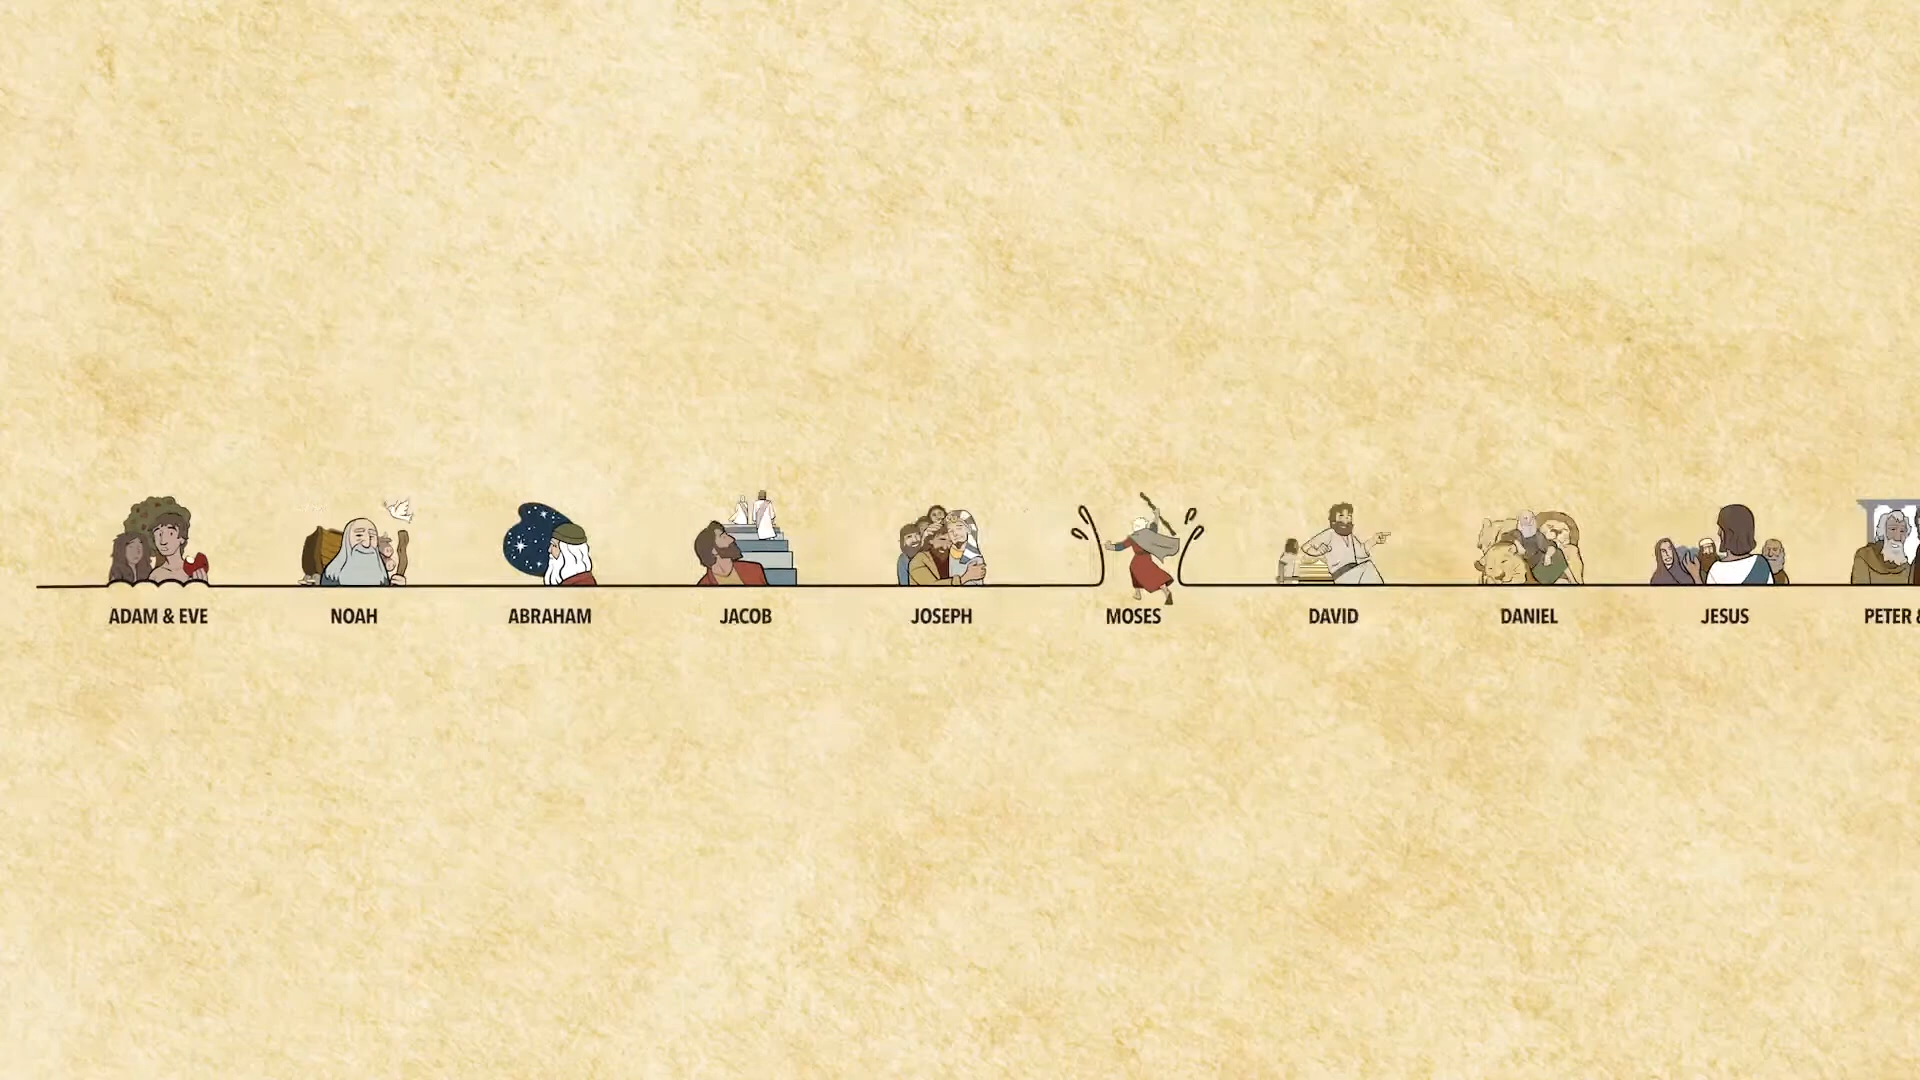 ADAM & EVE
NOAH
ABRAHAM
JACOB
JOSEPH
MOSES
DAVID
DANIEL
JESUS
PETER &